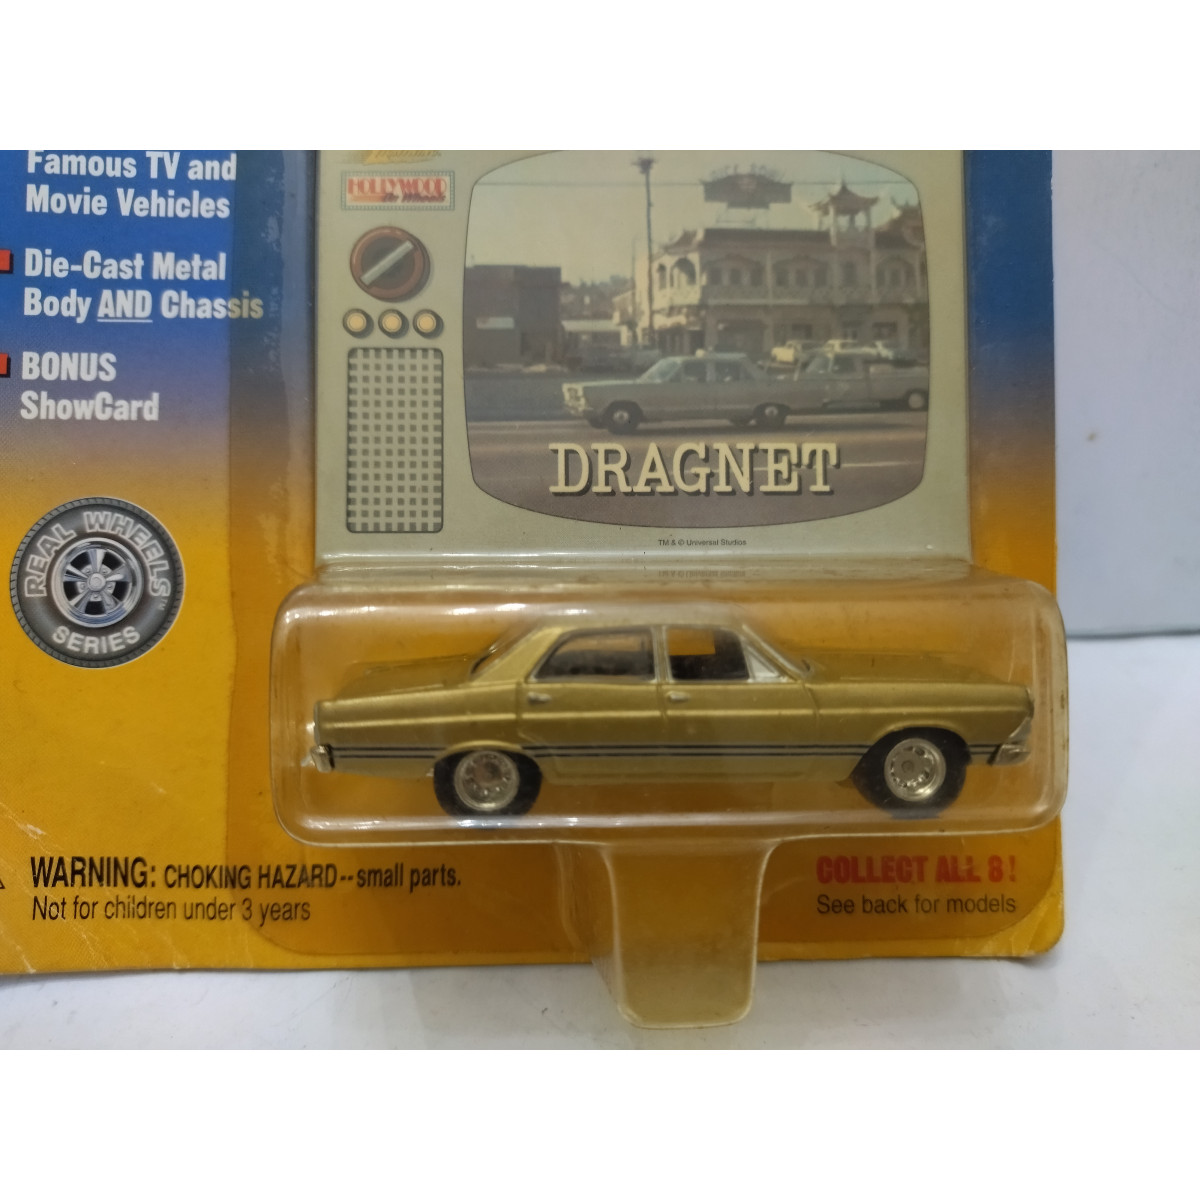 Famous TV and
Movie Vehicles
Die-Cast Metal
Body AND Chassis
BONUS
ShowCard
REAL WHEELS
SERIES
HOLLYWOOD
On Wheels
DRAGNET
TM & © Universal Studios
WARNING: CHOKING HAZARD--small parts.
Not for children under 3 years
COLLECT ALL 8!
See back for models